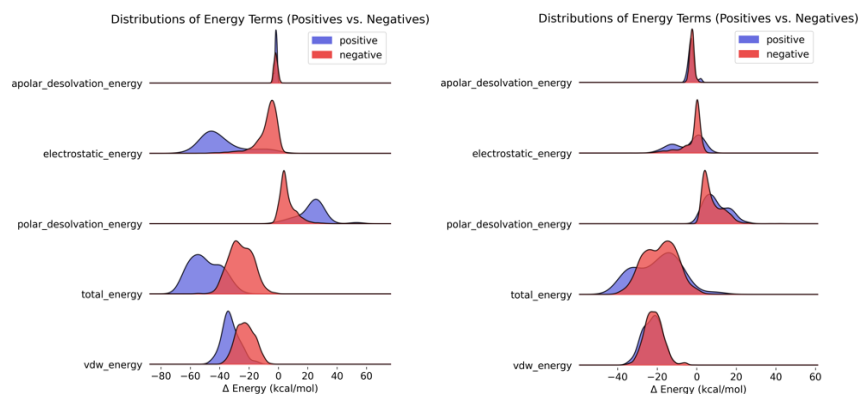 Distributions of Energy Terms (Positives vs. Negatives)
positive
negative
apolar_desolvation_energy
electrostatic_energy
polar_desolvation_energy
total_energy
vdw_energy
−80 −60 −40 −20 0 20 40 60
Δ Energy (kcal/mol)
Distributions of Energy Terms (Positives vs. Negatives)
positive
negative
apolar_desolvation_energy
electrostatic_energy
polar_desolvation_energy
total_energy
vdw_energy
−40 −20 0 20 40 60
Δ Energy (kcal/mol)